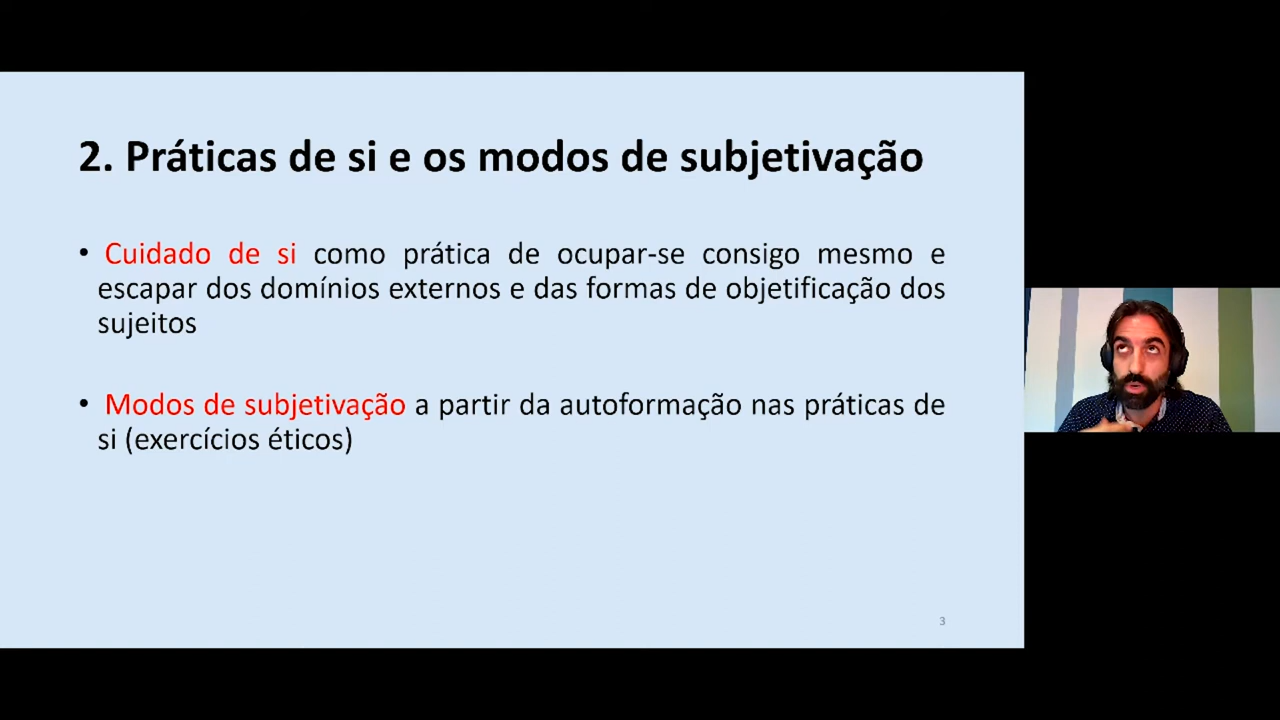 2. Práticas de si e os modos de subjetivação
• Cuidado de si como prática de ocupar-se consigo mesmo e
escapar dos domínios externos e das formas de objetificação dos
sujeitos
• Modos de subjetivação a partir da autoformação nas práticas de
si (exercícios éticos)
3